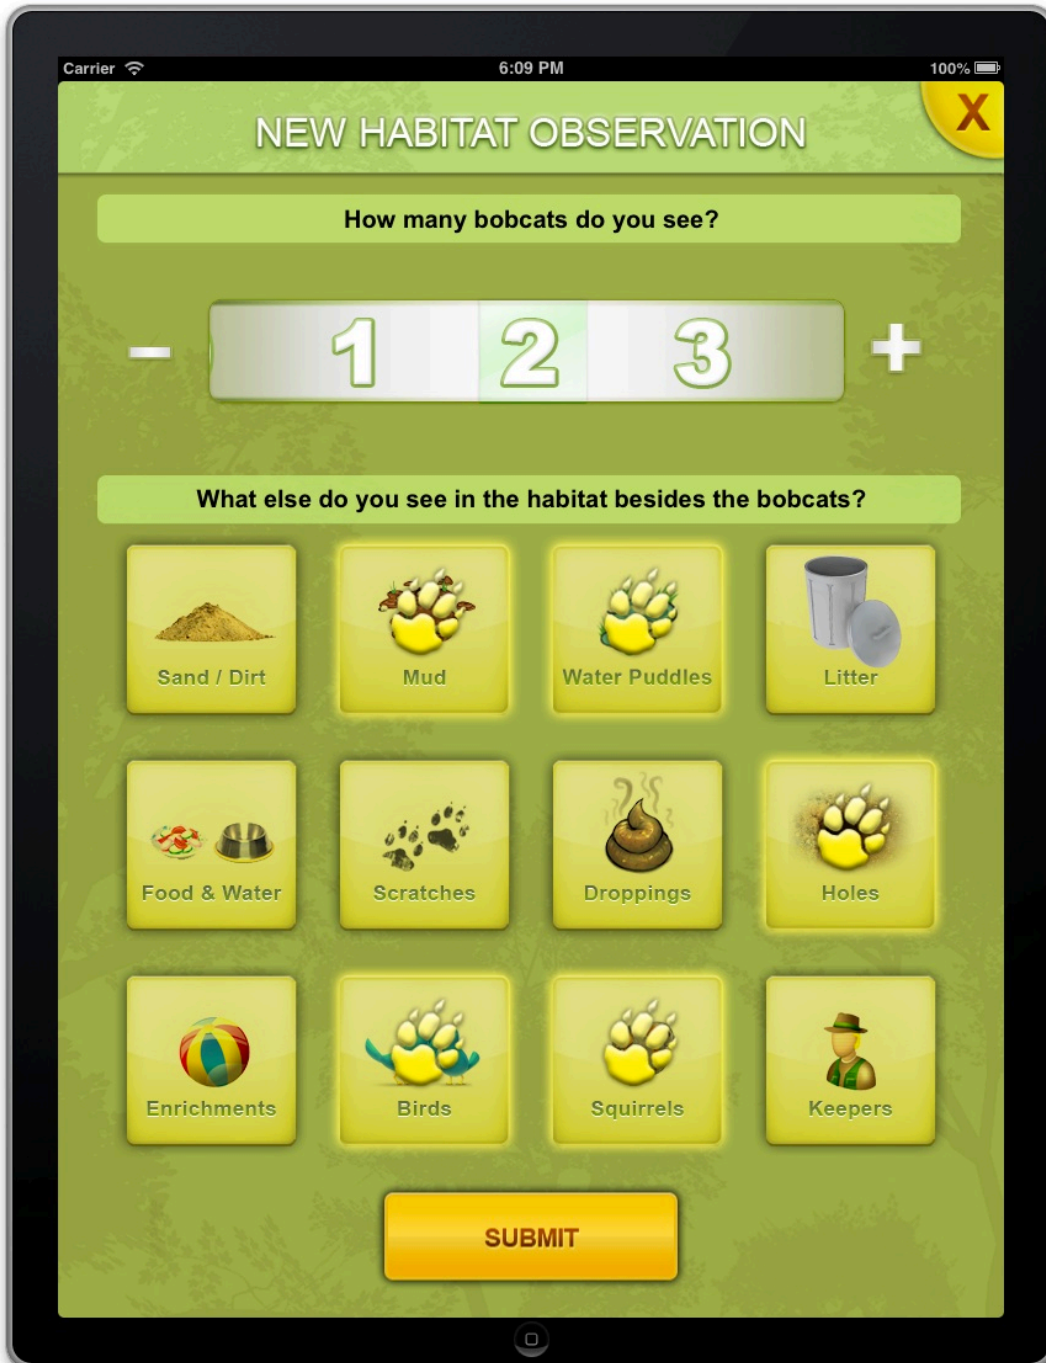 Carrier
6:09 PM
100%
NEW HABITAT OBSERVATION
X
How many bobcats do you see?
- 1 2 3 +
What else do you see in the habitat besides the bobcats?
Sand / Dirt
Mud
Water Puddles
Litter
Food & Water
Scratches
Droppings
Holes
Enrichments
Birds
Squirrels
Keepers
SUBMIT